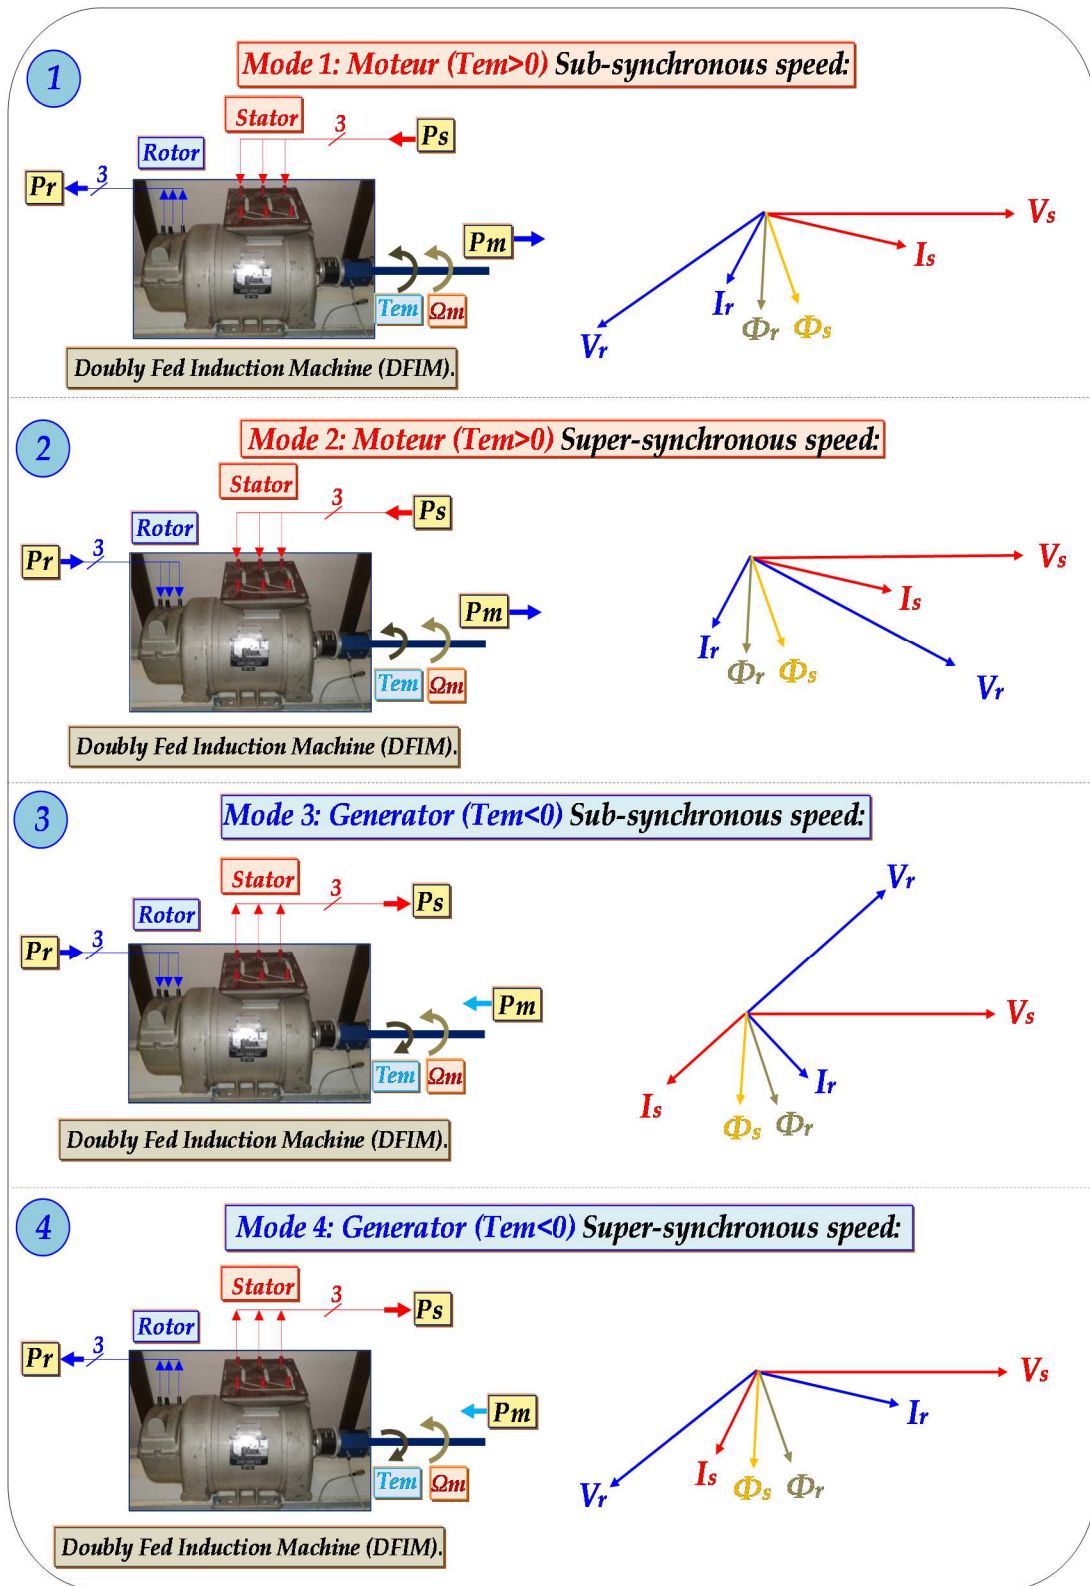 1
Mode 1: Moteur (Tem>0) Sub-synchronous speed:
Stator
3
Ps
Rotor
Pr
3
Pm
Tem
Ωm
Doubly Fed Induction Machine (DFIM).
Vs
Is
Ir
Φr
Φs
Vr
2
Mode 2: Moteur (Tem>0) Super-synchronous speed:
Stator
3
Ps
Rotor
Pr
3
Pm
Tem
Ωm
Doubly Fed Induction Machine (DFIM).
Vs
Is
Ir
Φr
Φs
Vr
3
Mode 3: Generator (Tem<0) Sub-synchronous speed:
Stator
3
Ps
Rotor
Pr
3
Pm
Tem
Ωm
Doubly Fed Induction Machine (DFIM).
Vr
Vs
Ir
Is
Φs
Φr
4
Mode 4: Generator (Tem<0) Super-synchronous speed:
Stator
3
Ps
Rotor
Pr
3
Pm
Tem
Ωm
Doubly Fed Induction Machine (DFIM).
Vs
Ir
Is
Φs
Φr
Vr